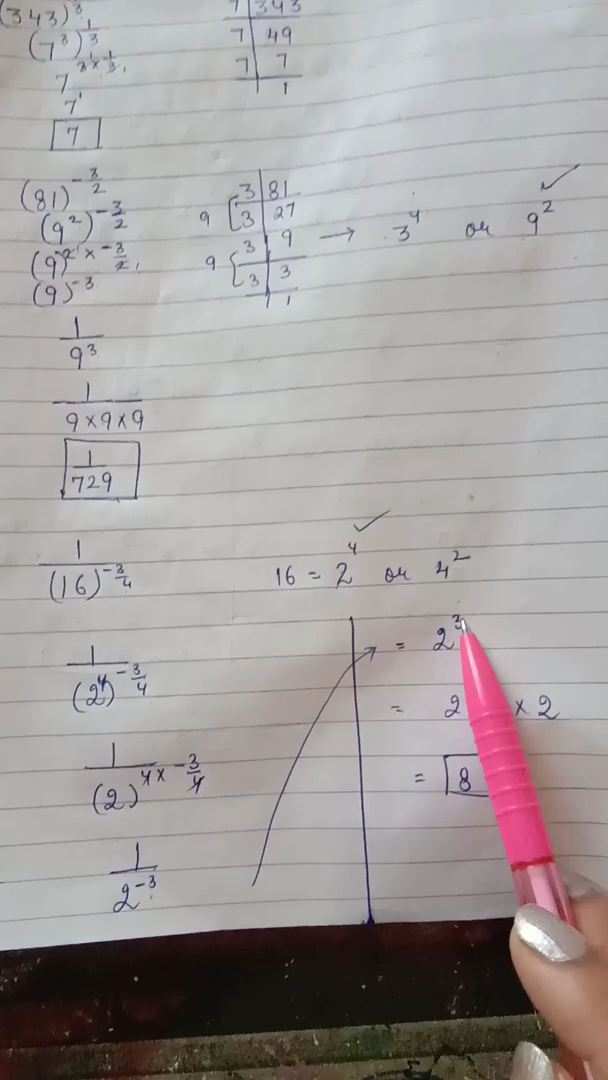 (343)^3 7 | 343
(7^3)^{1/3} 7 | 49
7^{3 × 1/3} 7 | 7
7^1 1
7
(81)^{-3/2} 3 | 81
(9^2)^{-3/2} 9 [ 3 | 27
(9)^{2 × -3/2} 3 | 9 → 3^4 or 9^2 ✓
(9)^{-3} 9 { 3 | 3
1
1/9^3
1/9×9×9
1/729
1/(16)^{-3/4} 16 = 2^4 ✓ or 4^2
1/(2^4)^{-3/4} = 2^3
1/(2)^{4 × -3/4} = 2 × 2
= 8
1/2^{-3}